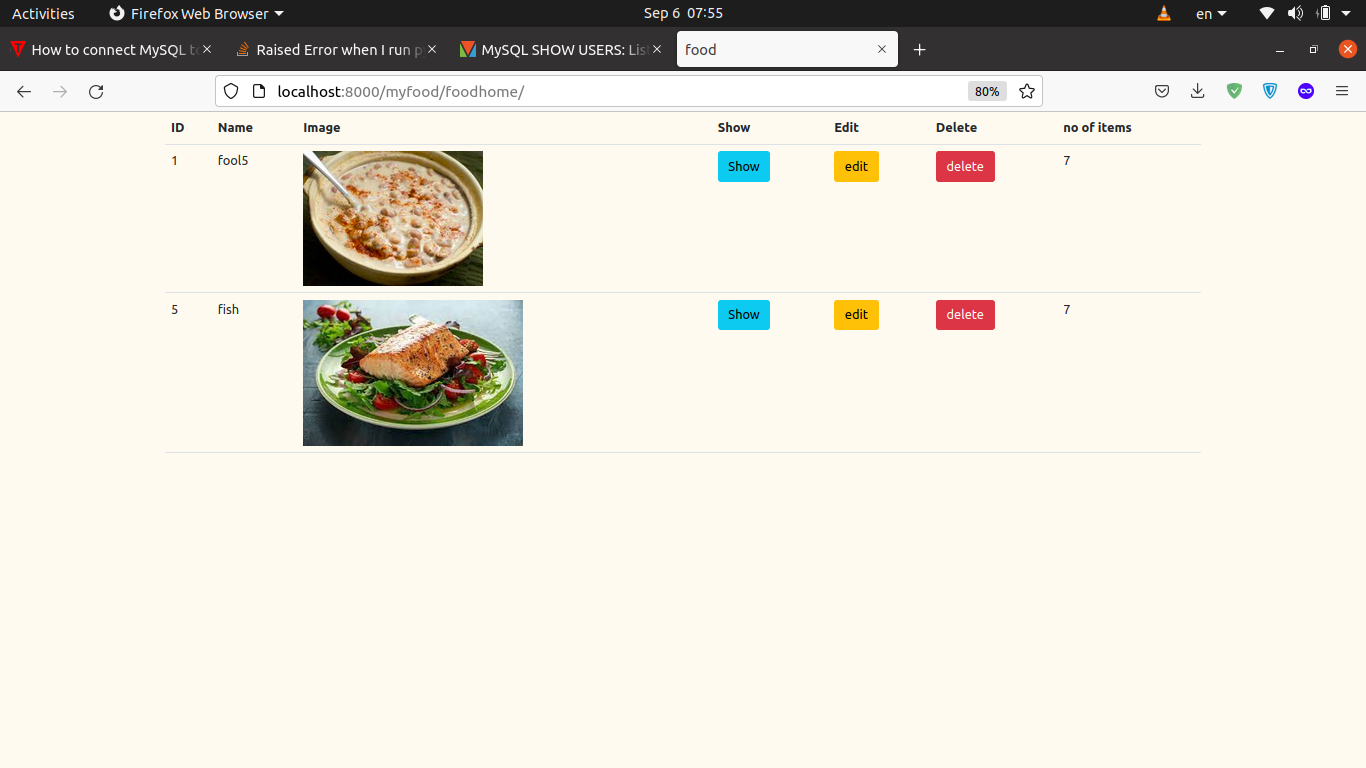 Activities Firefox Web Browser Sep 6 07:55 en
How to connect MySQL to Raised Error when I run p MySQL SHOW USERS: List food
localhost:8000/myfood/foodhome/ 80%
ID Name Image Show Edit Delete no of items
1 fool5 Show edit delete 7
5 fish Show edit delete 7